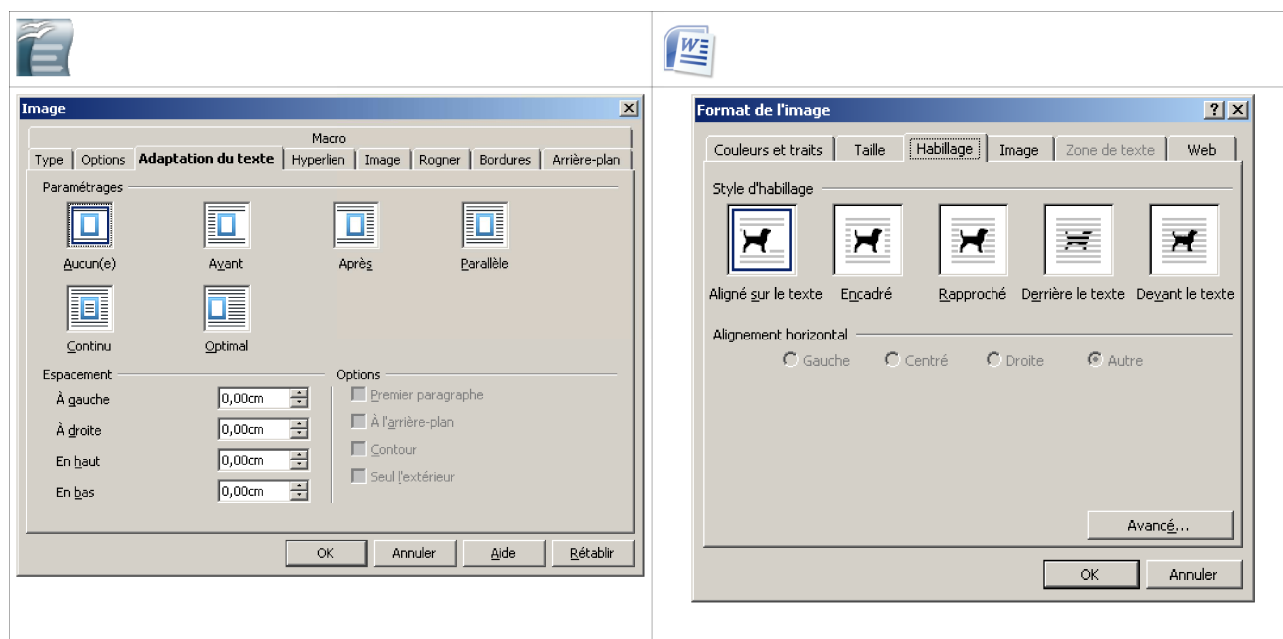 W
Image
Macro
Type Options Adaptation du texte Hyperlien Image Rogner Bordures Arrière-plan
Paramétrages
Aucun(e) Avant Après Parallèle
Continu Optimal
Espacement Options
À gauche 0,00cm Premier paragraphe
À droite 0,00cm À l'arrière-plan
En haut 0,00cm Contour
En bas 0,00cm Seul l'extérieur
OK Annuler Aide Rétablir
Format de l'image
Couleurs et traits Taille Habillage Image Zone de texte Web
Style d'habillage
Aligné sur le texte Encadré Rapproché Derrière le texte Devant le texte
Alignement horizontal
Gauche Centré Droite Autre
Avancé...
OK Annuler